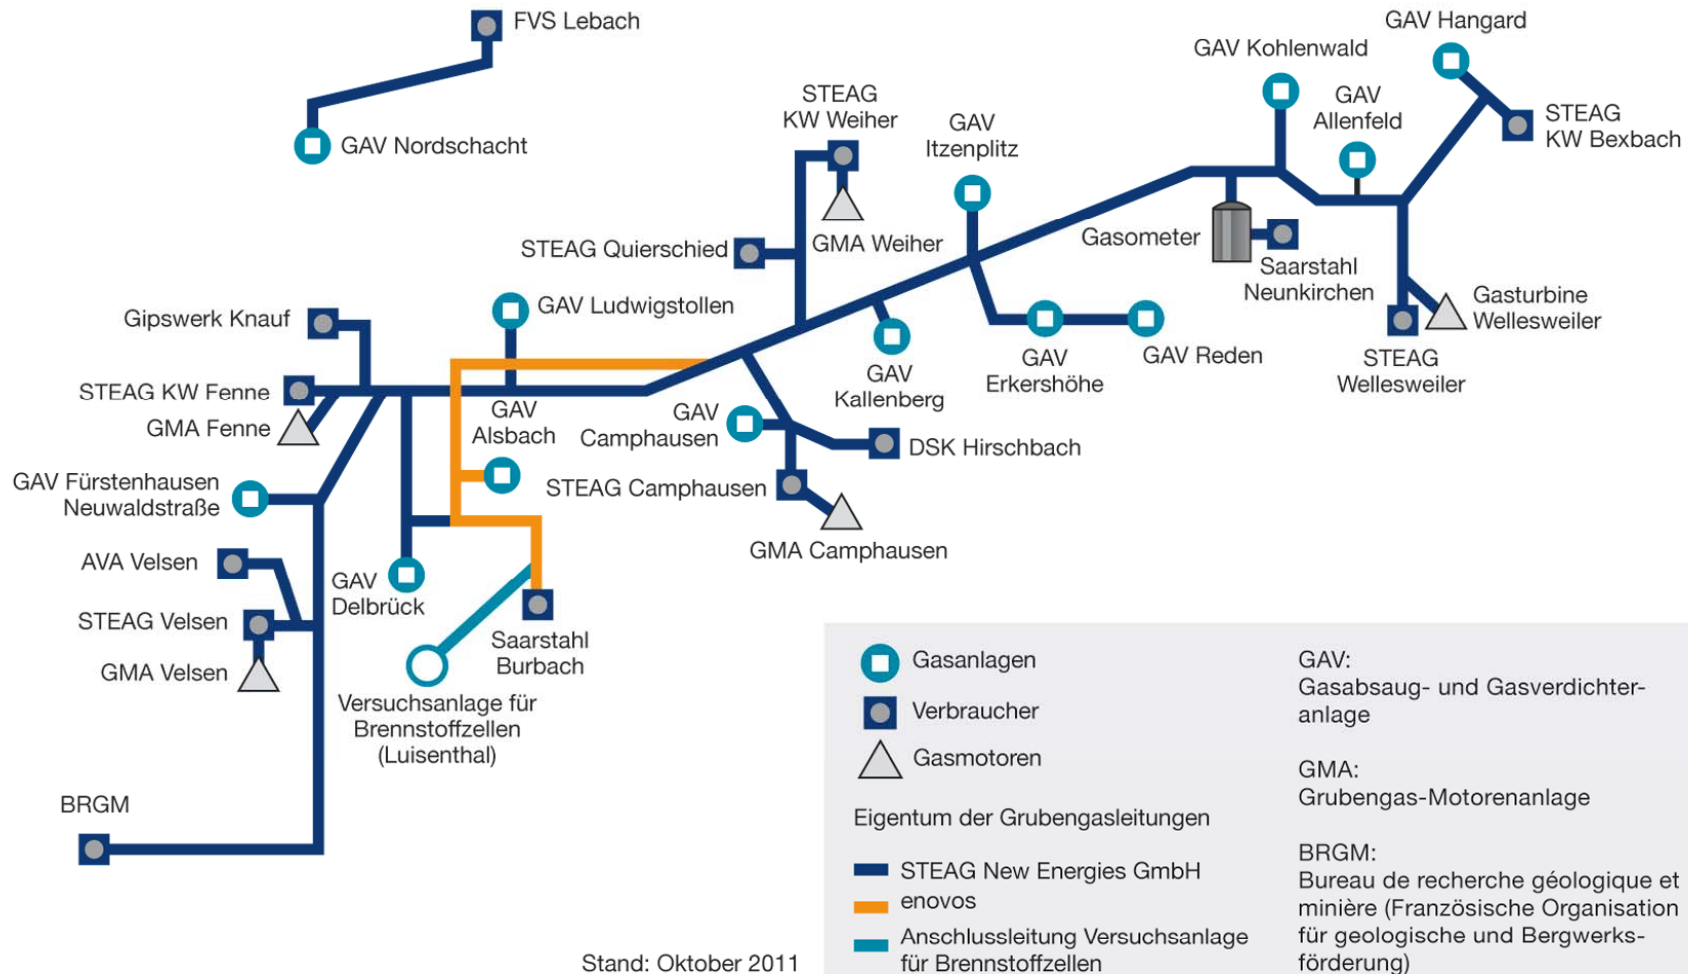 FVS Lebach
GAV Nordschacht
GAV Hangard
GAV Kohlenwald
STEAG
KW Weiher
GAV
Itzenplitz
GAV
Allenfeld
STEAG
KW Bexbach
STEAG Quierschied
GMA Weiher
Gasometer
Saarstahl
Neunkirchen
Gasturbine
Wellesweiler
GAV Ludwigstollen
Gipswerk Knauf
GAV
Kallenberg
GAV
Erkershöhe
GAV Reden
STEAG
Wellesweiler
STEAG KW Fenne
GMA Fenne
GAV
Alsbach
GAV
Camphausen
DSK Hirschbach
GAV Fürstenhausen
Neuwaldstraße
STEAG Camphausen
GMA Camphausen
AVA Velsen
GAV
Delbrück
STEAG Velsen
GMA Velsen
Saarstahl
Burbach
Versuchsanlage für
Brennstoffzellen
(Luisenthal)
BRGM
Gasanlagen
Verbraucher
Gasmotoren
Eigentum der Grubengasleitungen
STEAG New Energies GmbH
enovos
Anschlussleitung Versuchsanlage
für Brennstoffzellen
GAV:
Gasabsaug- und Gasverdichter-
anlage
GMA:
Grubengas-Motorenanlage
BRGM:
Bureau de recherche géologique et
minière (Französische Organisation
für geologische und Bergwerks-
förderung)
Stand: Oktober 2011